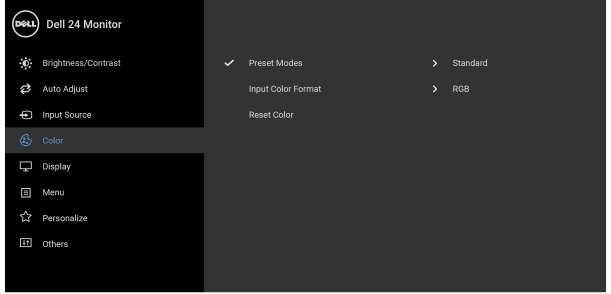 DELL Dell 24 Monitor
Brightness/Contrast
Auto Adjust
Input Source
Color
Display
Menu
Personalize
Others
Preset Modes Standard
Input Color Format RGB
Reset Color